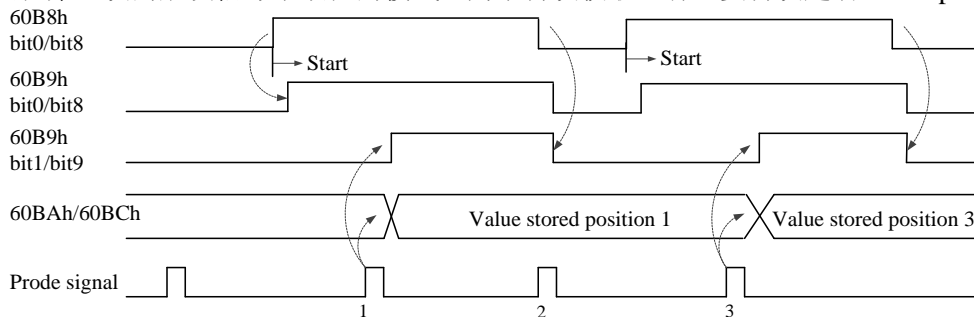 60B8h
bit0/bit8
Start
Start
60B9h
bit0/bit8
60B9h
bit1/bit9
60BAh/60BCh
Value stored position 1
Value stored position 3
Prode signal
1
2
3